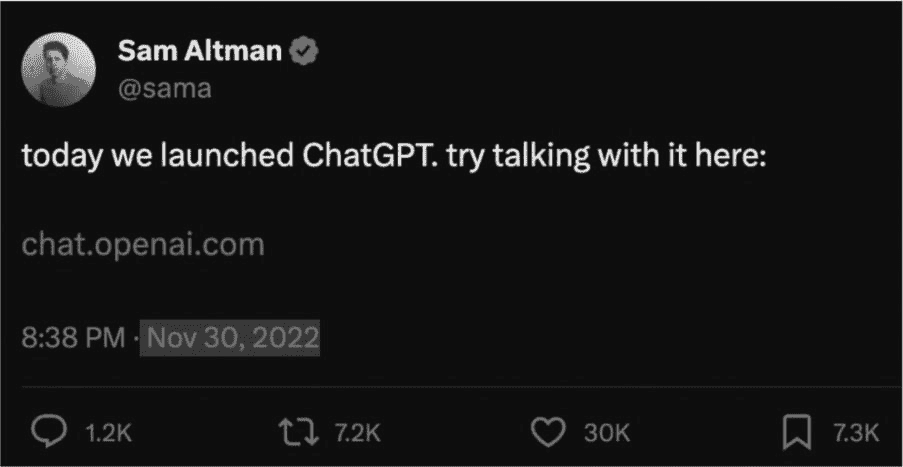 Sam Altman
@sama
today we launched ChatGPT. try talking with it here:
chat.openai.com
8:38 PM · Nov 30, 2022
1.2K 7.2K 30K 7.3K